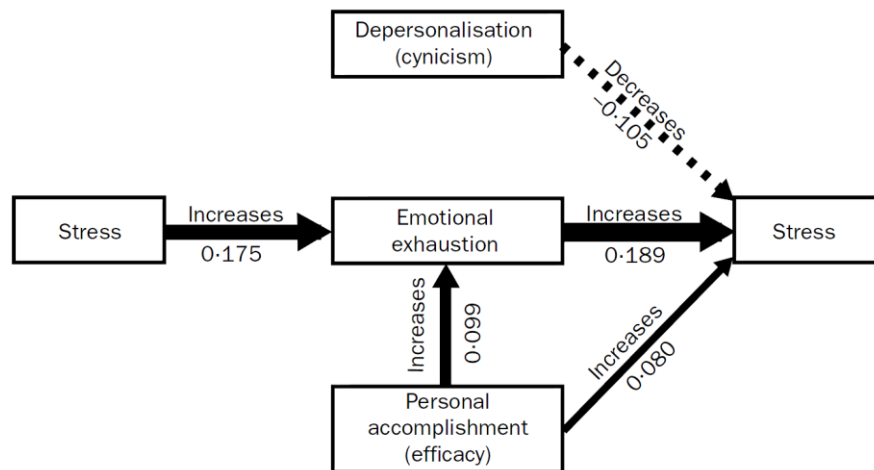 Depersonalisation
(cynicism)
Decreases
–0·105
Stress
Increases
0·175
Emotional
exhaustion
Increases
0·189
Stress
Increases
0·099
Increases
0·080
Personal
accomplishment
(efficacy)